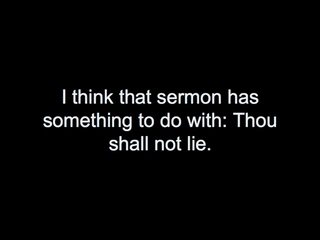 I think that sermon has
something to do with: Thou
shall not lie.